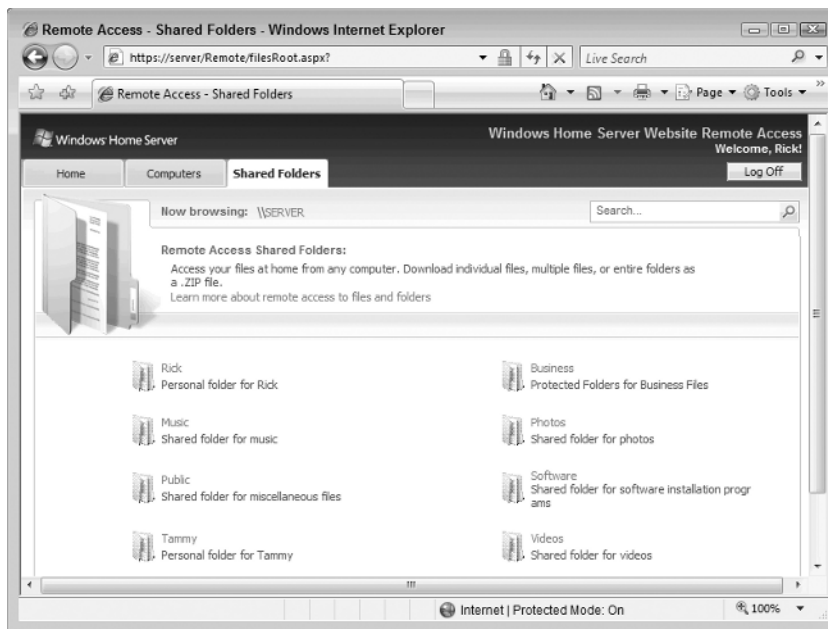 Remote Access - Shared Folders - Windows Internet Explorer
https://server/Remote/filesRoot.aspx?
Live Search
Remote Access - Shared Folders
Page
Tools
Windows Home Server
Windows Home Server Website Remote Access
Welcome, Rick!
Home
Computers
Shared Folders
Log Off
Now browsing: \\SERVER
Search...
Remote Access Shared Folders:
Access your files at home from any computer. Download individual files, multiple files, or entire folders as
a .ZIP file.
Learn more about remote access to files and folders
Rick
Personal folder for Rick
Business
Protected Folders for Business Files
Music
Shared folder for music
Photos
Shared folder for photos
Public
Shared folder for miscellaneous files
Software
Shared folder for software installation progr
ams
Tammy
Personal folder for Tammy
Videos
Shared folder for videos
Internet | Protected Mode: On
100%